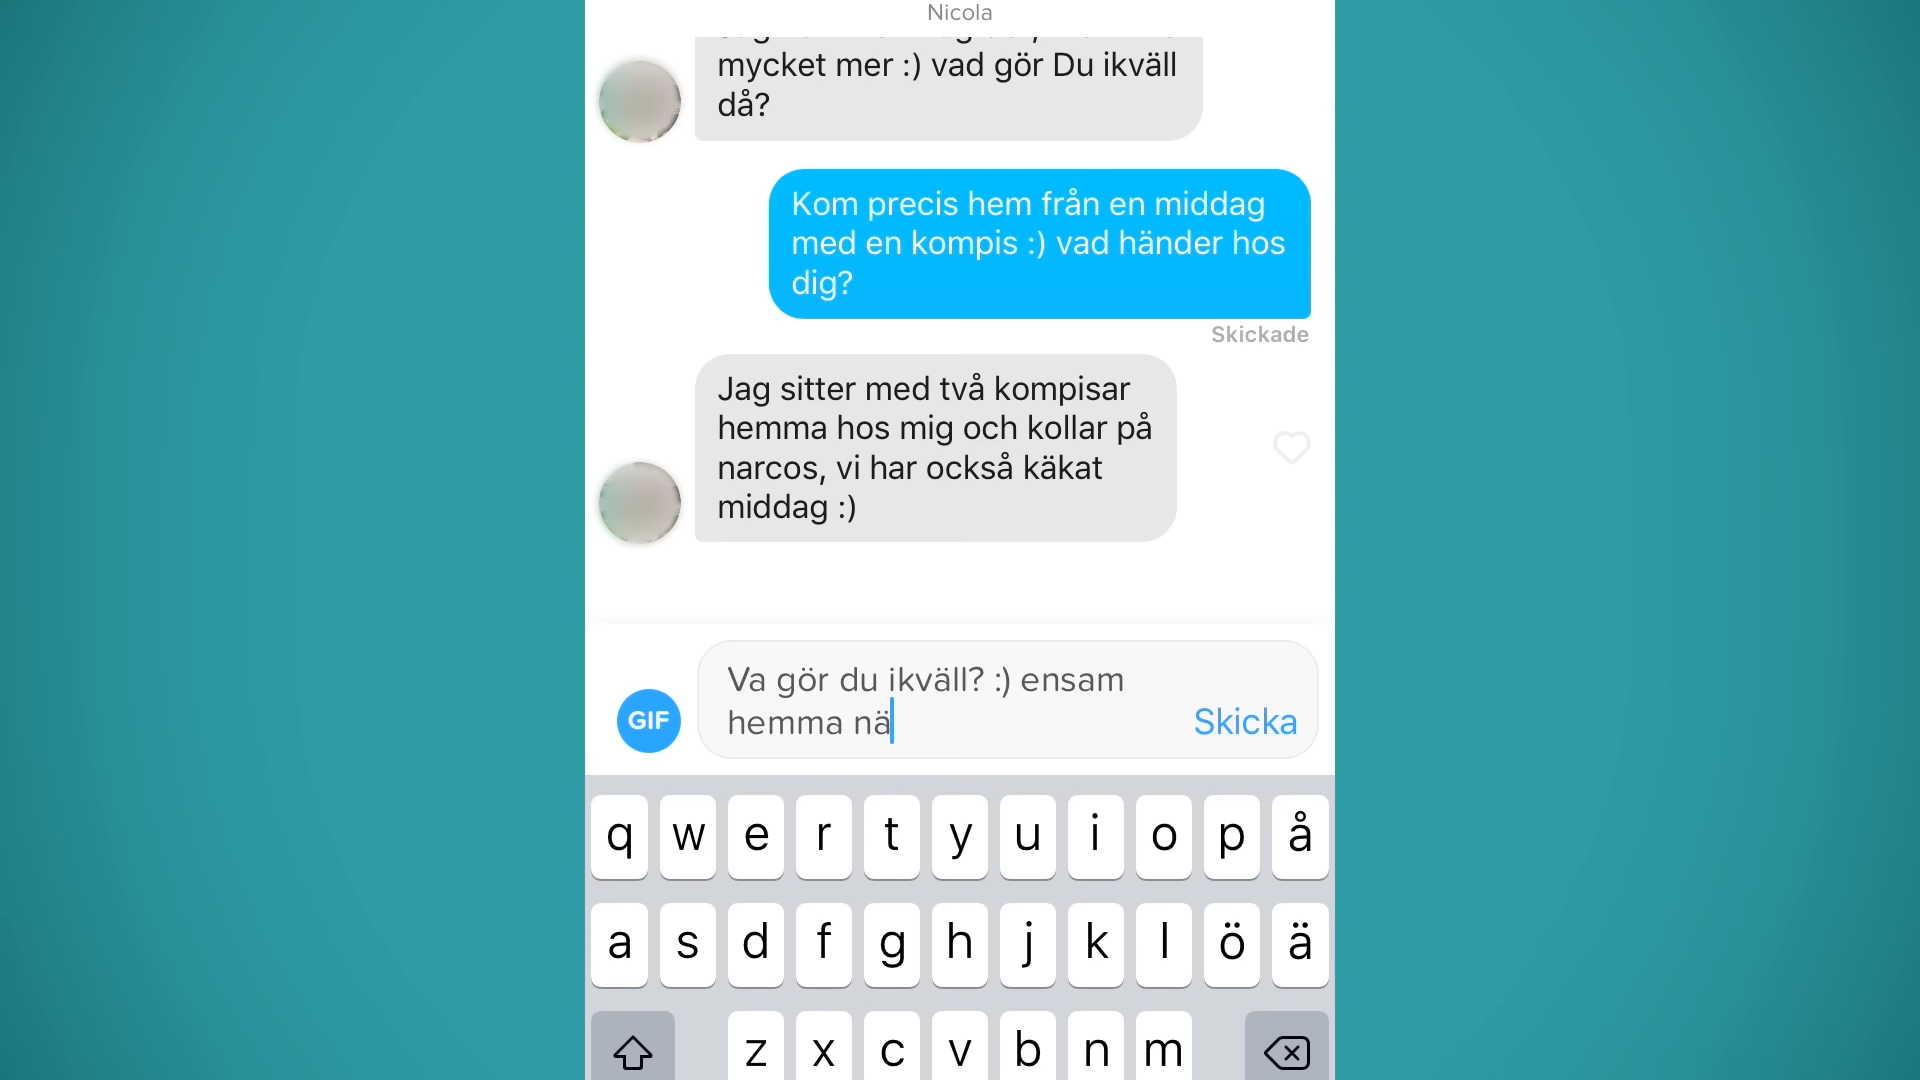 Nicola
mycket mer :) vad gör Du ikväll
då?
Kom precis hem från en middag
med en kompis :) vad händer hos
dig?
Skickade
Jag sitter med två kompisar
hemma hos mig och kollar på
narcos, vi har också käkat
middag :)
Va gör du ikväll? :) ensam
hemma nä
GIF
Skicka
q w e r t y u i o p å
a s d f g h j k l ö ä
z x c v b n m